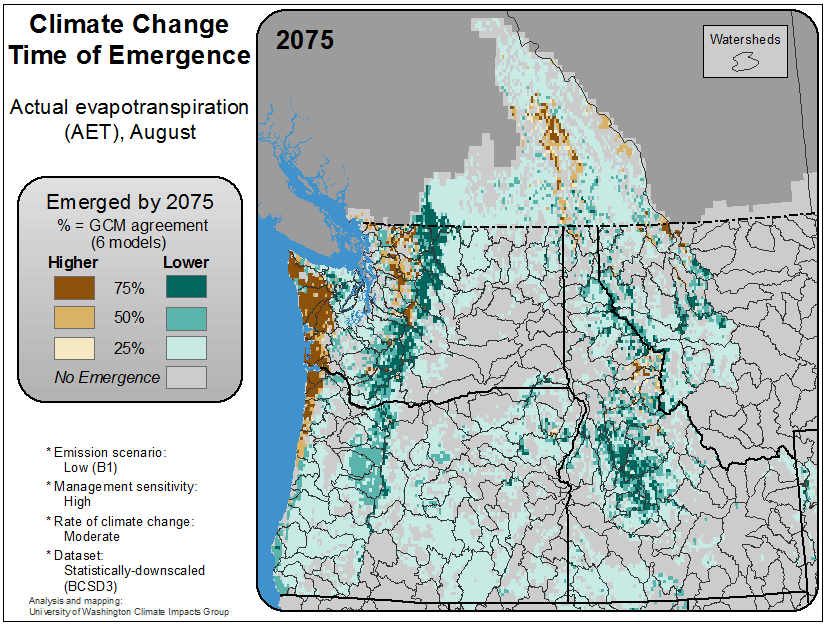 Climate Change
Time of Emergence
Actual evapotranspiration
(AET), August
Emerged by 2075
% = GCM agreement
(6 models)
Higher Lower
75%
50%
25%
No Emergence
* Emission scenario:
Low (B1)
* Management sensitivity:
High
* Rate of climate change:
Moderate
* Dataset:
Statistically-downscaled
(BCSD3)
Analysis and mapping:
University of Washington Climate Impacts Group
2075
Watersheds